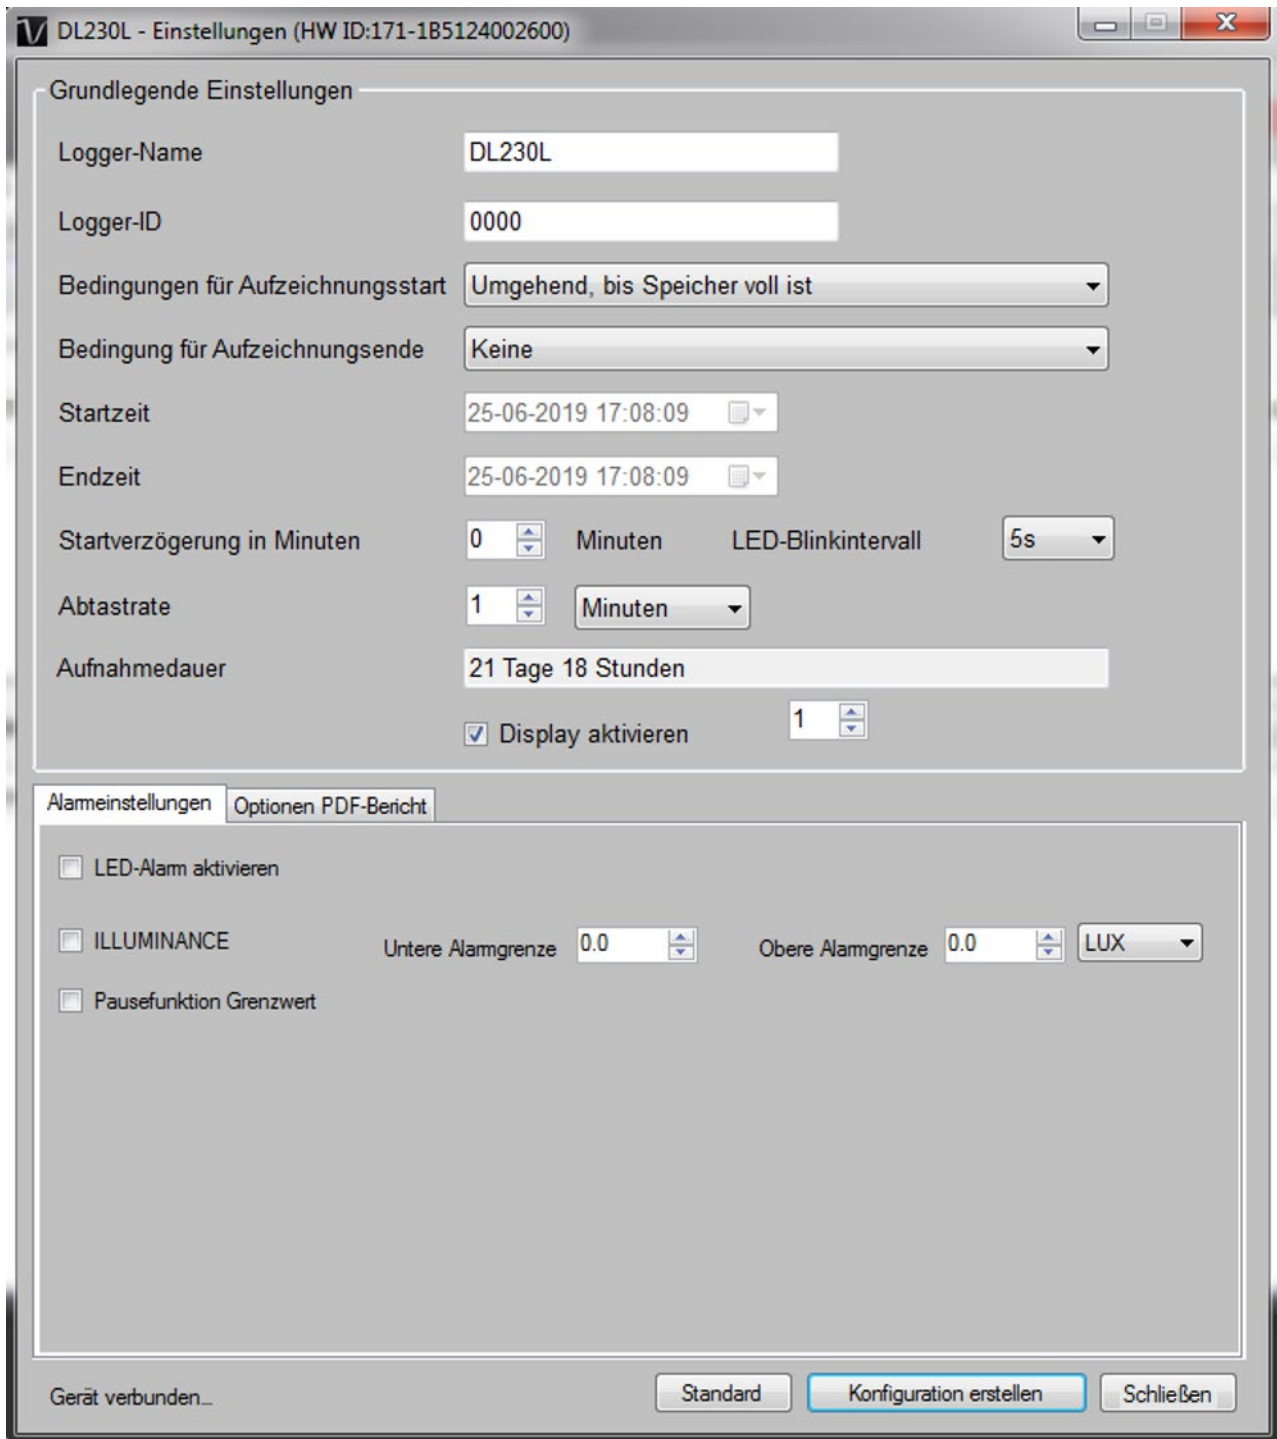 DL230L - Einstellungen (HW ID:171-1B5124002600)
Grundlegende Einstellungen
Logger-Name DL230L
Logger-ID 0000
Bedingungen für Aufzeichnungsstart Umgehend, bis Speicher voll ist
Bedingung für Aufzeichnungsende Keine
Startzeit 25-06-2019 17:08:09
Endzeit 25-06-2019 17:08:09
Startverzögerung in Minuten 0 Minuten LED-Blinkintervall 5s
Abtastrate 1 Minuten
Aufnahmedauer 21 Tage 18 Stunden
Display aktivieren 1
Alarmeinstellungen Optionen PDF-Bericht
LED-Alarm aktivieren
ILLUMINANCE Untere Alarmgrenze 0.0 Obere Alarmgrenze 0.0 LUX
Pausefunktion Grenzwert
Gerät verbunden... Standard Konfiguration erstellen Schließen